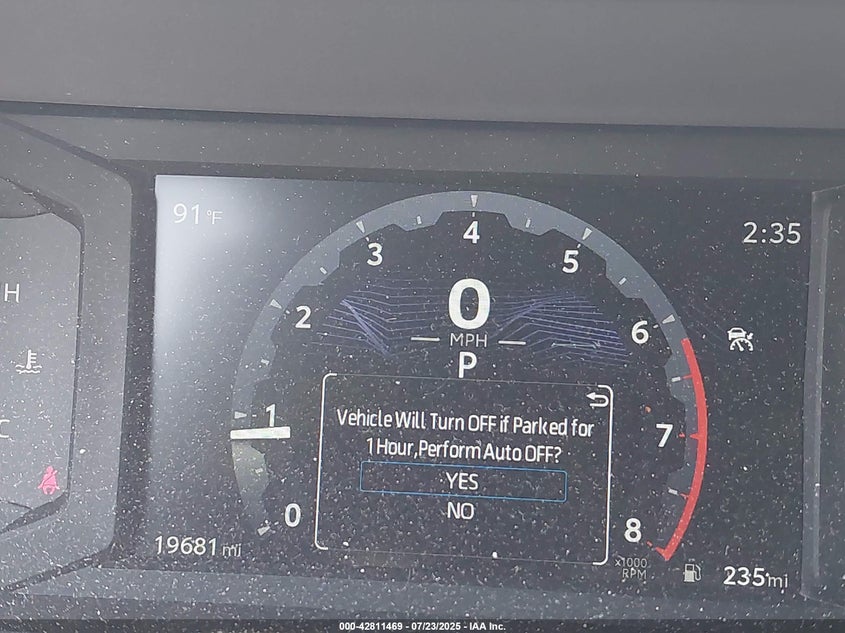 91 °F
2:35
4
3
5
2
0
6
MPH
P
H
1
Vehicle Will Turn OFF if Parked for
1 Hour,Perform Auto OFF?
7
C
YES
NO
0
8
19681 mi
x1000
RPM
235mi
000-42811469 - 07/23/2025 - IAA Inc.